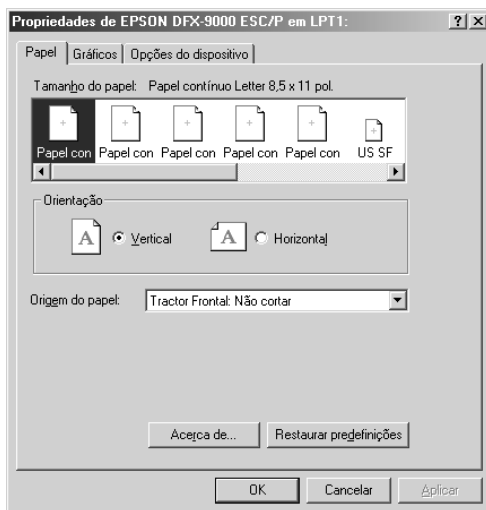 Propriedades de EPSON DFX-9000 ESC/P em LPT1:
Papel Gráficos Opções do dispositivo
Tamanho do papel: Papel contínuo Letter 8,5 x 11 pol.
Papel con Papel con Papel con Papel con Papel con US SF
Orientação
A Vertical A Horizontal
Origem do papel: Tractor Frontal: Não cortar
Acerca de... Restaurar predefinições
OK Cancelar Aplicar